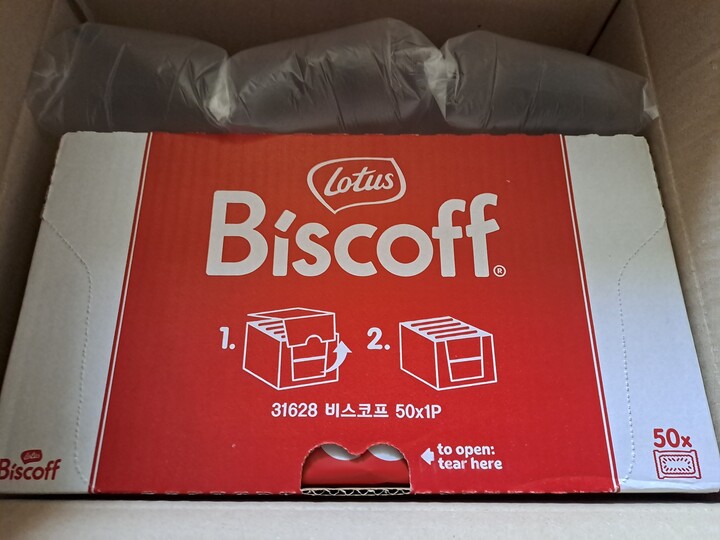 Lotus
Biscoff®
1.
2.
31628 비스코프 50x1P
to open:
tear here
50x
Lotus
Biscoff